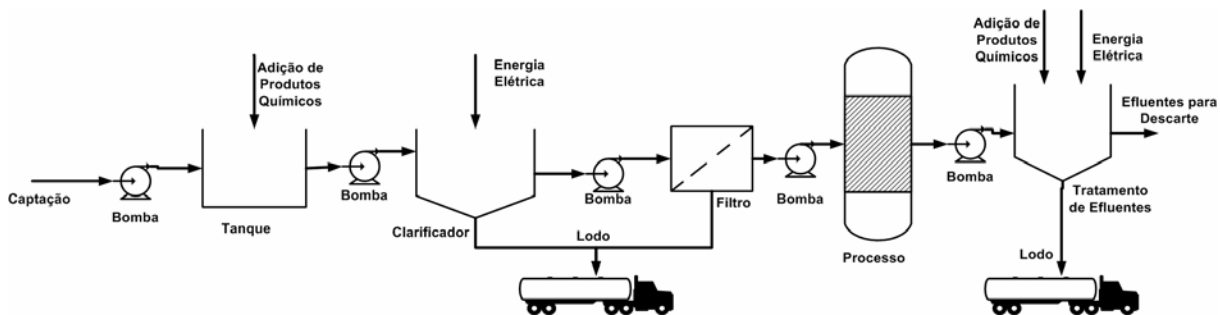 Captação
Bomba
Adição de
Produtos
Químicos
Tanque
Bomba
Energia
Elétrica
Clarificador
Lodo
Bomba
Filtro
Bomba
Processo
Bomba
Adição de
Produtos
Químicos
Energia
Elétrica
Efluentes para
Descarte
Tratamento
de Efluentes
Lodo